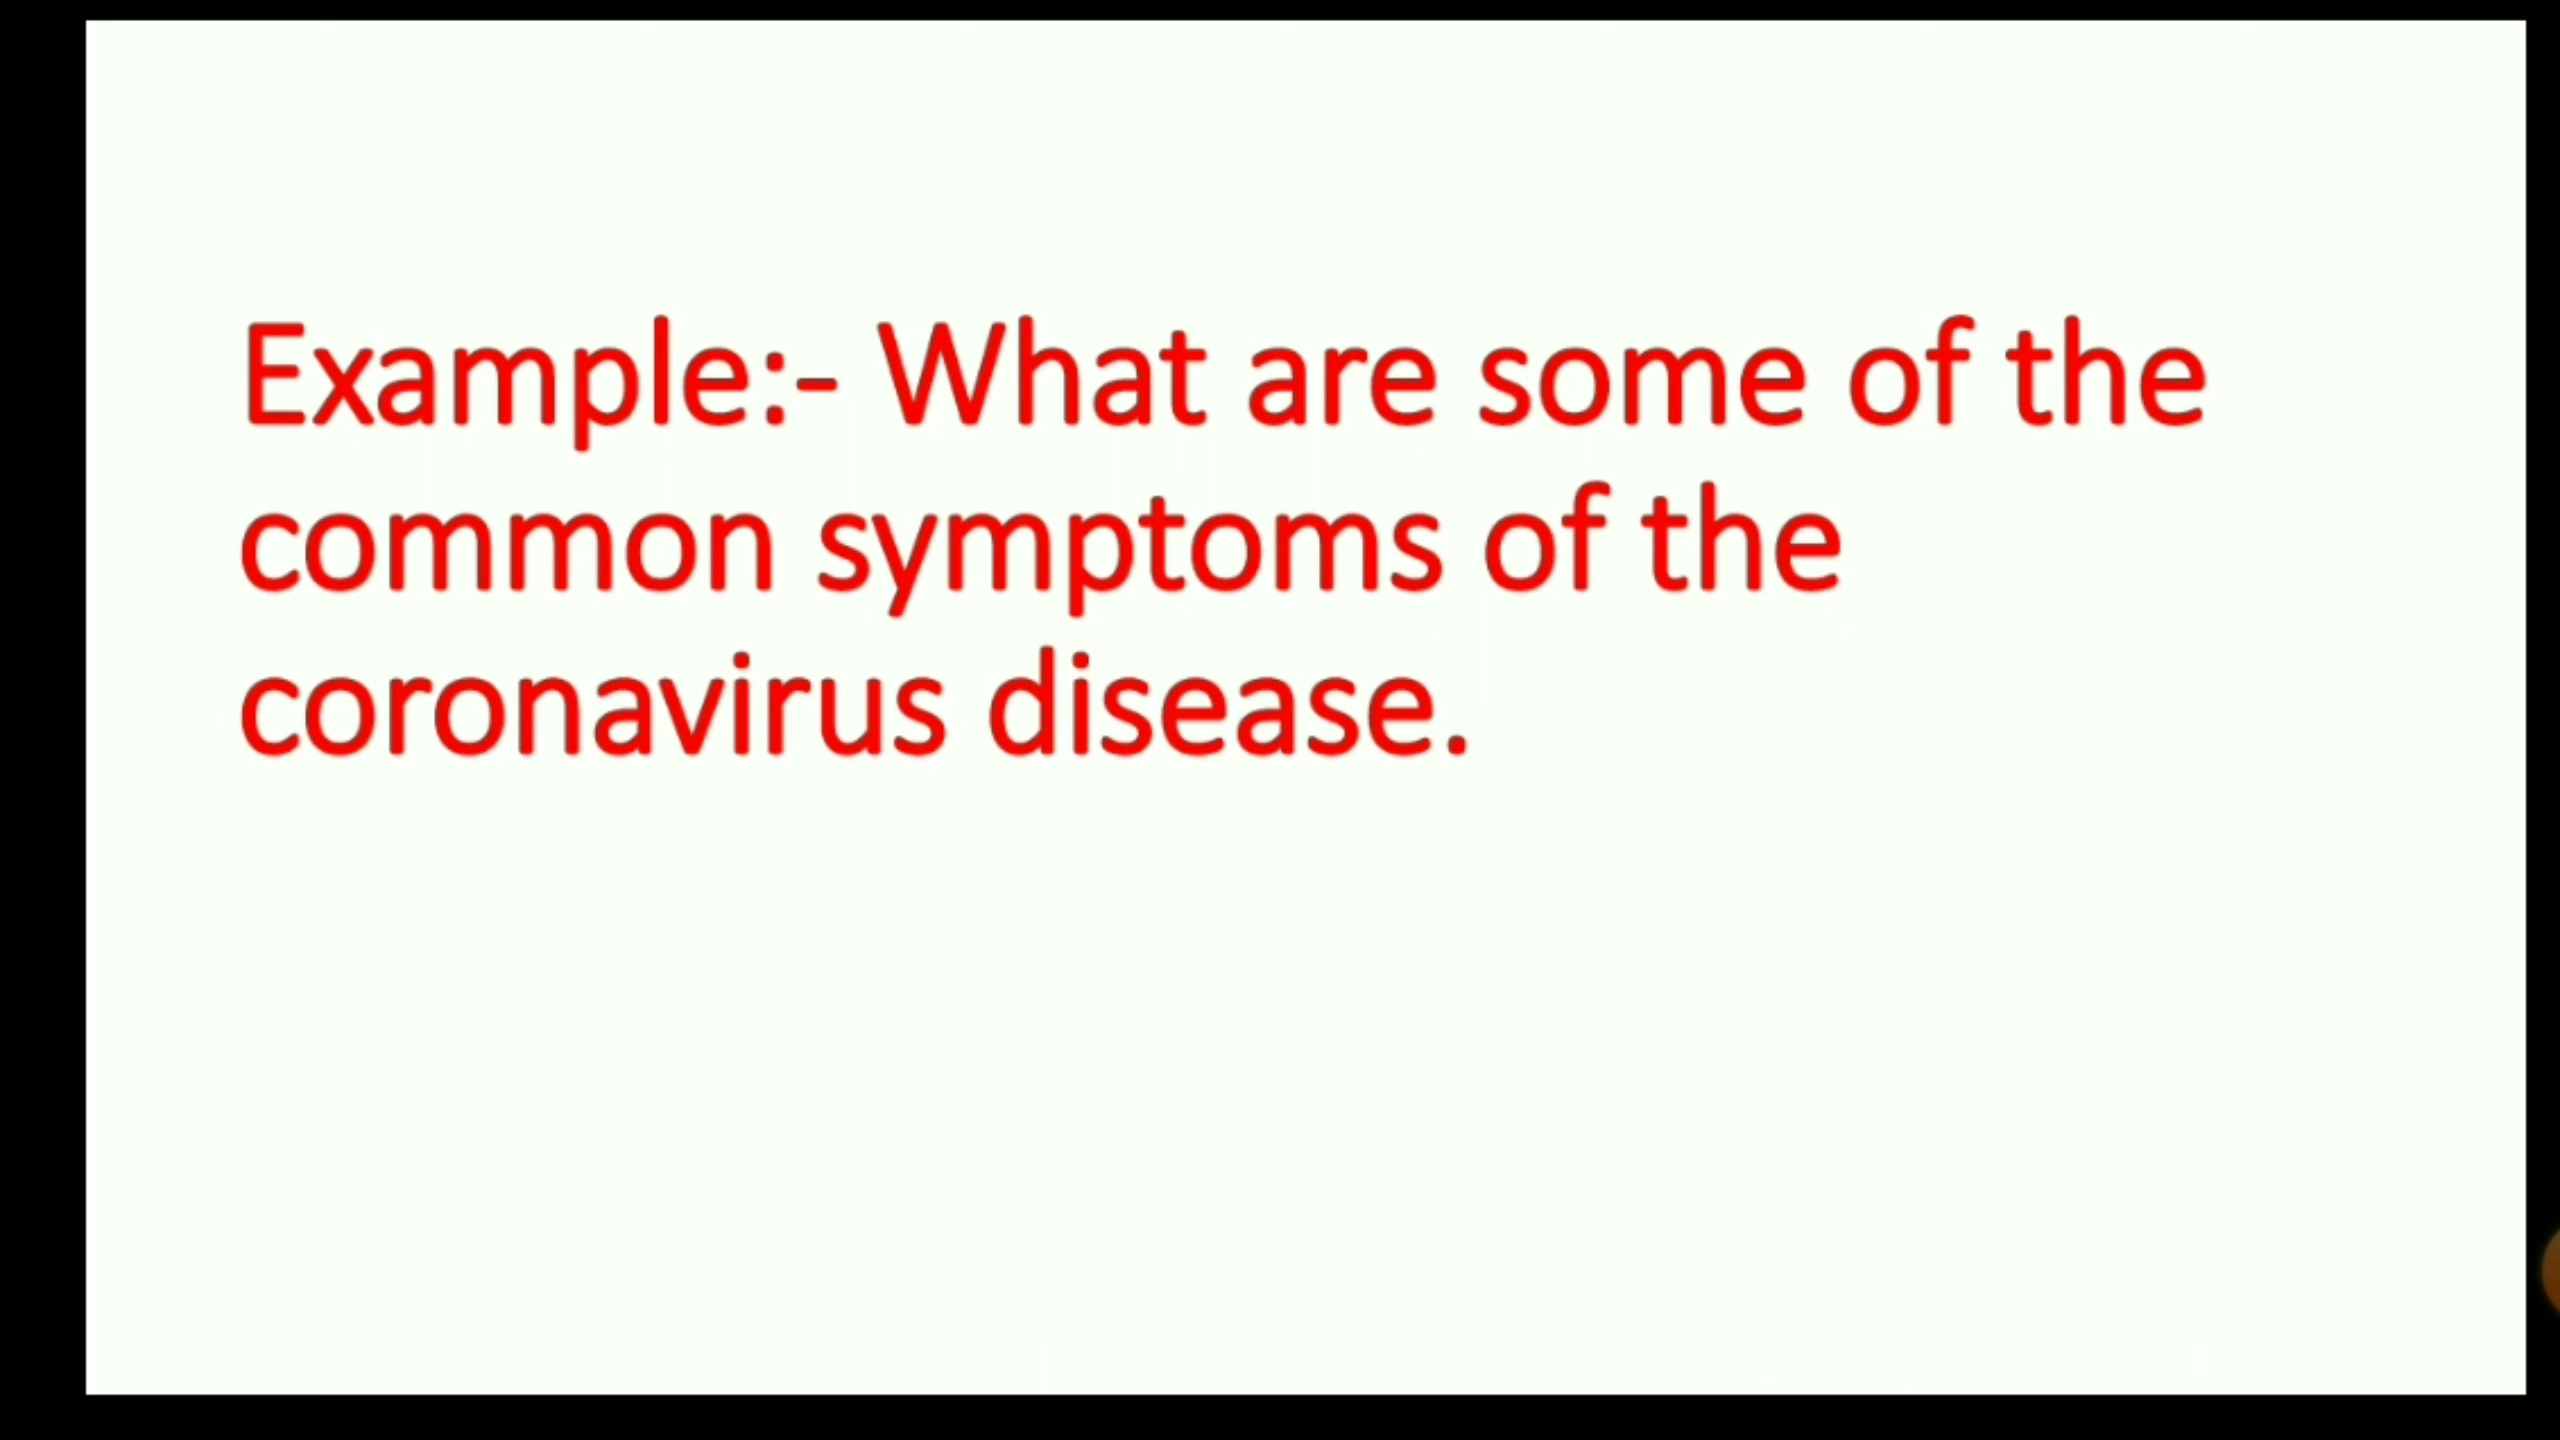 Example:- What are some of the
common symptoms of the
coronavirus disease.